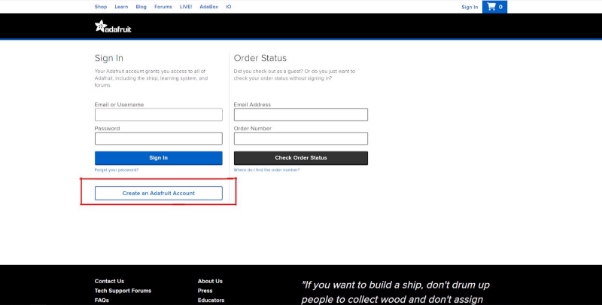 Shop Learn Blog Forums LIVE! AdaBox IO
Sign In 0
adafruit
Sign In
Your Adafruit account grants you access to all of
Adafruit, including the shop, learning system, and
forums.
Email or Username
Password
Sign In
Forgot your password?
Create an Adafruit Account
Order Status
Did you check out as a guest? Or do you just want to
check your order status without signing in?
Email Address
Order Number
Check Order Status
Where do I find the order number?
Contact Us
Tech Support Forums
FAQs
About Us
Press
Educators
"If you want to build a ship, don't drum up
people to collect wood and don't assign